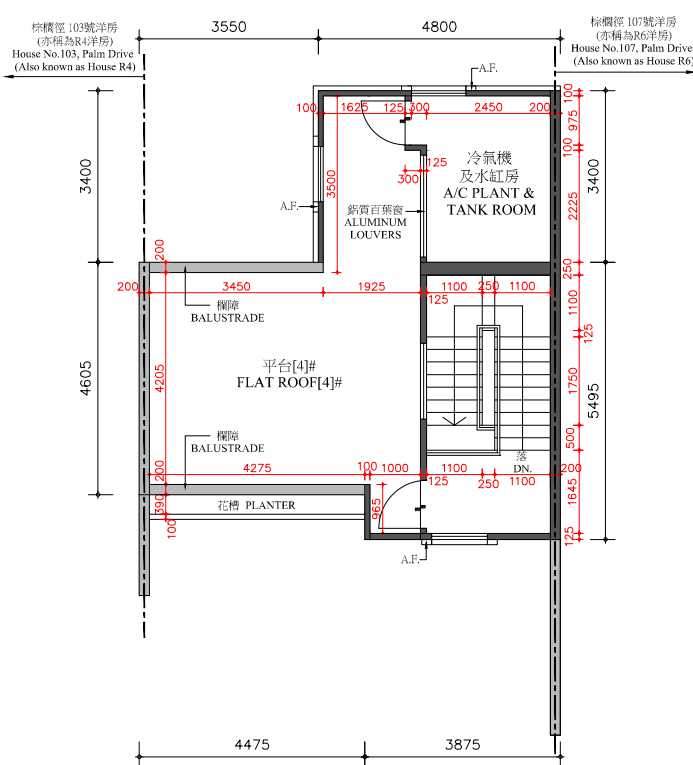 棕櫚徑 103號洋房
(亦稱為R4洋房)
House No.103, Palm Drive
(Also known as House R4)
3550
4800
棕櫚徑 107號洋房
(亦稱為R6洋房)
House No.107, Palm Drive
(Also known as House R6)
A.F.
100
1625
125
300
2450
200
100
975
100
3400
3400
3500
125
300
冷氣機
及水缸房
A/C PLANT &
TANK ROOM
2225
A.F.
鋁質百葉窗
ALUMINUM
LOUVERS
200
250
200
3450
1925
125
1100
250
1100
1100
欄障
BALUSTRADE
125
4605
4205
平台[4]#
FLAT ROOF[4]#
1750
5495
欄障
BALUSTRADE
500
落
DN.
200
4275
100
1000
125
1100
250
1100
200
1645
390
花槽 PLANTER
965
100
125
A.F.
4475
3875